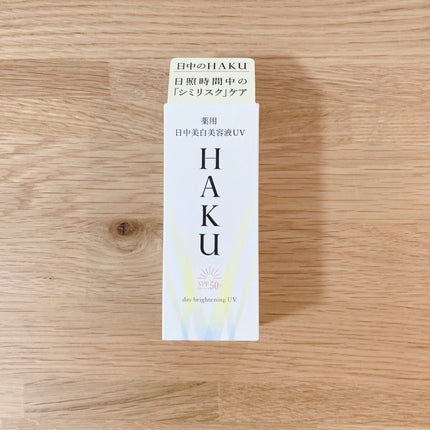 日中のHAKU
日照時間中の
「シミリスク」ケア
薬用
日中美白美容液UV
HAKU
SPF50+
day brightening UV